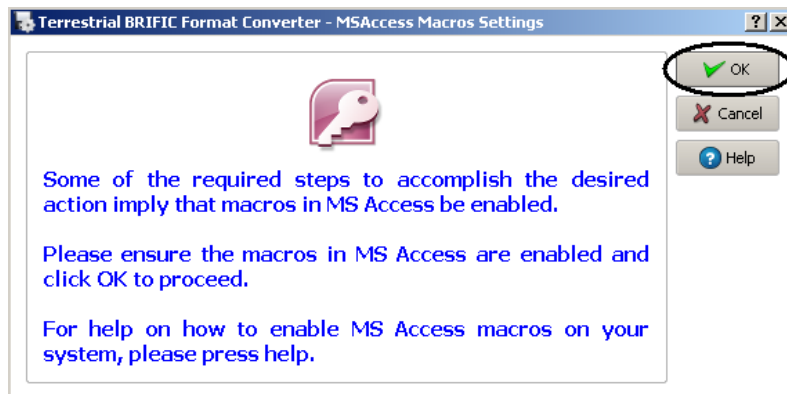 Terrestrial BRIFIC Format Converter - MSAccess Macros Settings
OK
Cancel
Help
Some of the required steps to accomplish the desired
action imply that macros in MS Access be enabled.
Please ensure the macros in MS Access are enabled and
click OK to proceed.
For help on how to enable MS Access macros on your
system, please press help.